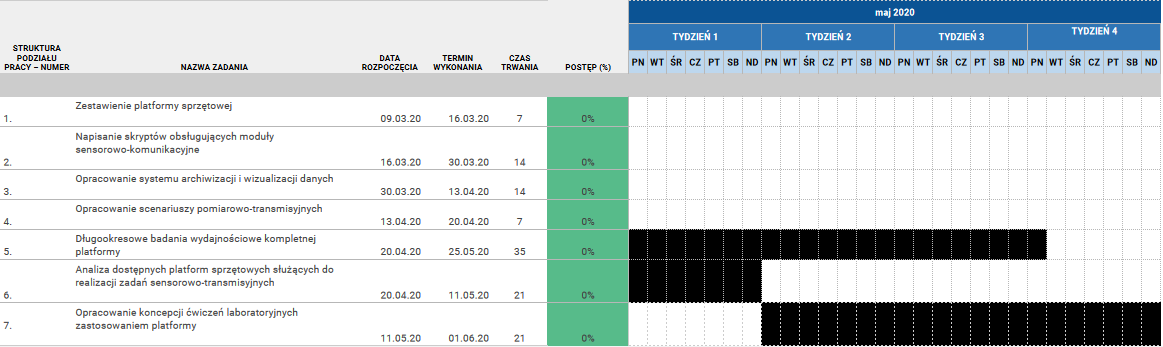 maj 2020
TYDZIEŃ 1 TYDZIEŃ 2 TYDZIEŃ 3 TYDZIEŃ 4
STRUKTURA
PODZIAŁU
PRACY – NUMER NAZWA ZADANIA DATA
ROZPOCZĘCIA TERMIN
WYKONANIA CZAS
TRWANIA POSTĘP (%)
PN WT ŚR CZ PT SB ND PN WT ŚR CZ PT SB ND PN WT ŚR CZ PT SB ND PN WT ŚR CZ PT SB ND
Zestawienie platformy sprzętowej
1. 09.03.20 16.03.20 7 0%
Napisanie skryptów obsługujących moduły
sensorowo-komunikacyjne
2. 16.03.20 30.03.20 14 0%
Opracowanie systemu archiwizacji i wizualizacji danych
3. 30.03.20 13.04.20 14 0%
Opracowanie scenariuszy pomiarowo-transmisyjnych
4. 13.04.20 20.04.20 7 0%
Długookresowe badania wydajnościowe kompletnej
platformy
5. 20.04.20 25.05.20 35 0%
Analiza dostępnych platform sprzętowych służących do
realizacji zadań sensorowo-transmisyjnych
6. 20.04.20 11.05.20 21 0%
Opracowanie koncepcji ćwiczeń laboratoryjnych
zastosowaniem platformy
7. 11.05.20 01.06.20 21 0%